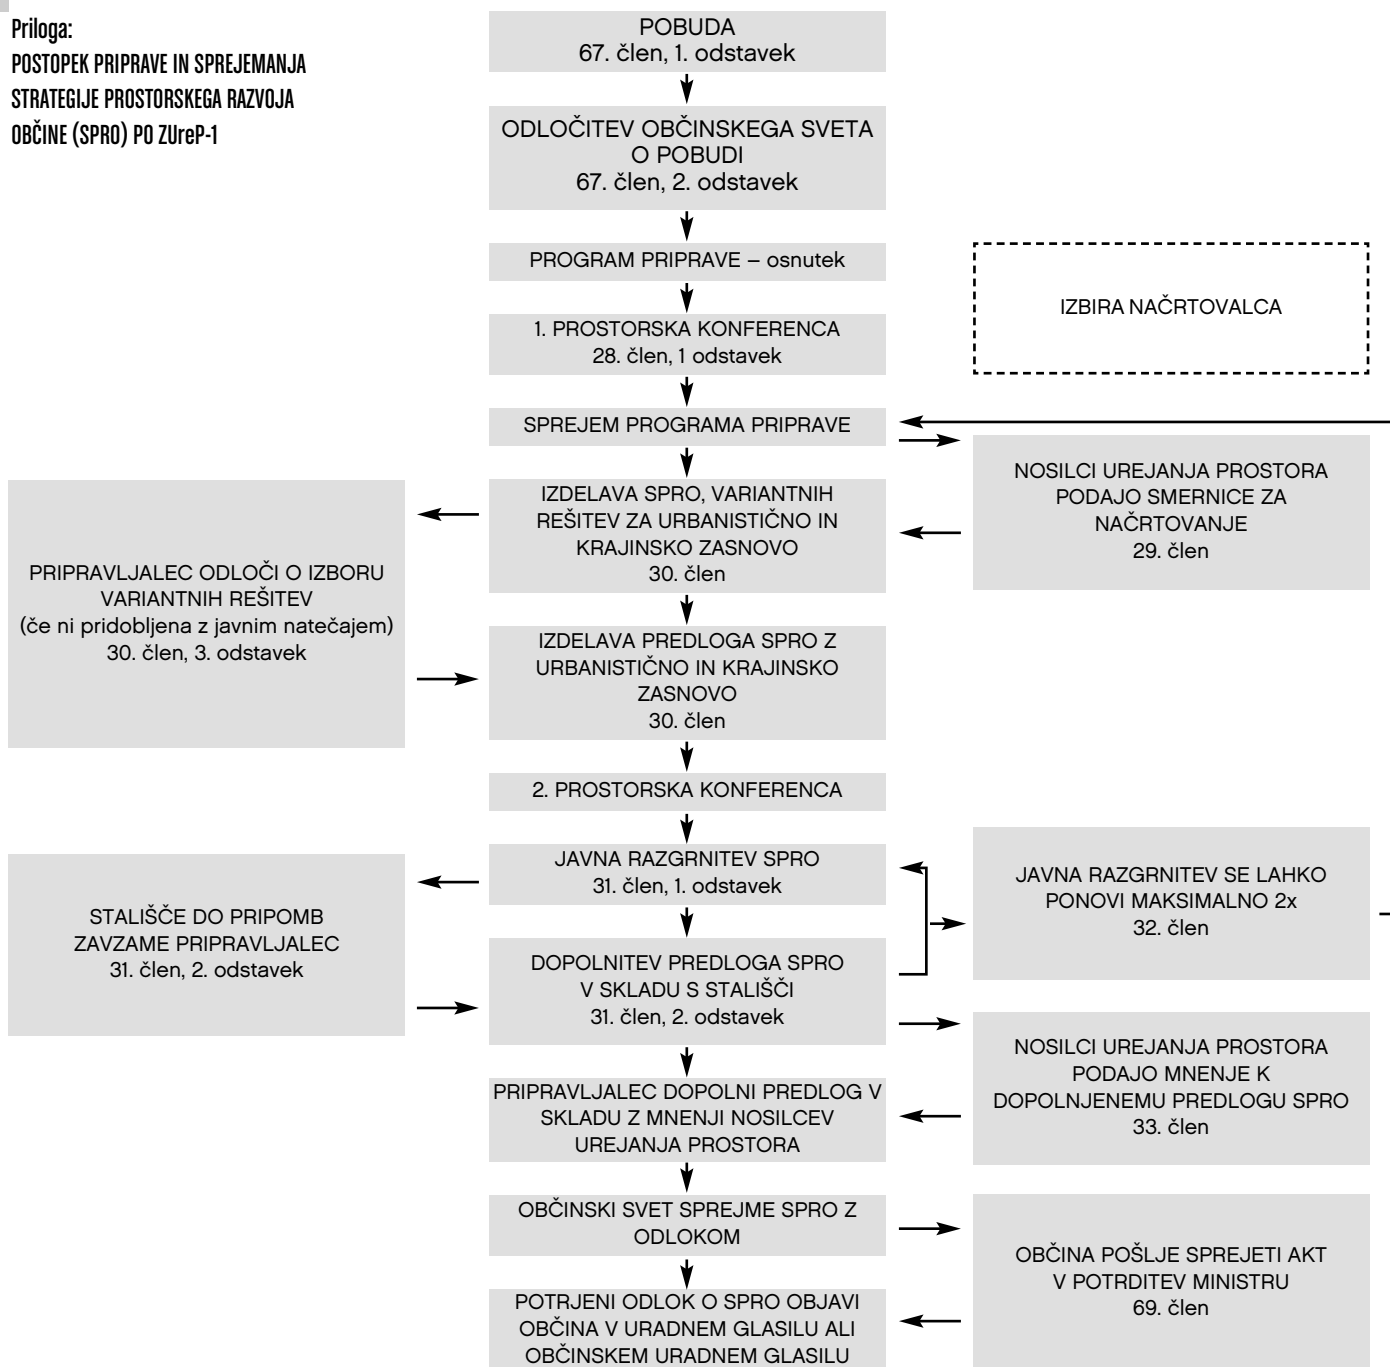 Priloga:
POSTOPEK PRIPRAVE IN SPREJEMANJA
STRATEGIJE PROSTORSKEGA RAZVOJA
OBČINE (SPRO) PO ZUreP-1
POBUDA
67. člen, 1. odstavek
ODLOČITEV OBČINSKEGA SVETA
O POBUDI
67. člen, 2. odstavek
PROGRAM PRIPRAVE – osnutek
IZBIRA NAČRTOVALCA
1. PROSTORSKA KONFERENCA
28. člen, 1 odstavek
SPREJEM PROGRAMA PRIPRAVE
NOSILCI UREJANJA PROSTORA
PODAJO SMERNICE ZA
NAČRTOVANJE
29. člen
IZDELAVA SPRO, VARIANTNIH
REŠITEV ZA URBANISTIČNO IN
KRAJINSKO ZASNOVO
30. člen
PRIPRAVLJALEC ODLOČI O IZBORU
VARIANTNIH REŠITEV
(če ni pridobljena z javnim natečajem)
30. člen, 3. odstavek
IZDELAVA PREDLOGA SPRO Z
URBANISTIČNO IN KRAJINSKO
ZASNOVO
30. člen
2. PROSTORSKA KONFERENCA
JAVNA RAZGRNITEV SPRO
31. člen, 1. odstavek
JAVNA RAZGRNITEV SE LAHKO
PONOVI MAKSIMALNO 2x
32. člen
STALIŠČE DO PRIPOMB
ZAVZAME PRIPRAVLJALEC
31. člen, 2. odstavek
DOPOLNITEV PREDLOGA SPRO
V SKLADU S STALIŠČI
31. člen, 2. odstavek
NOSILCI UREJANJA PROSTORA
PODAJO MNENJE K
DOPOLNJENEMU PREDLOGU SPRO
33. člen
PRIPRAVLJALEC DOPOLNI PREDLOG V
SKLADU Z MNENJI NOSILCEV
UREJANJA PROSTORA
OBČINSKI SVET SPREJME SPRO Z
ODLOKOM
OBČINA POŠLJE SPREJETI AKT
V POTRDITEV MINISTRU
69. člen
POTRJENI ODLOK O SPRO OBJAVI
OBČINA V URADNEM GLASILU ALI
OBČINSKEM URADNEM GLASILU